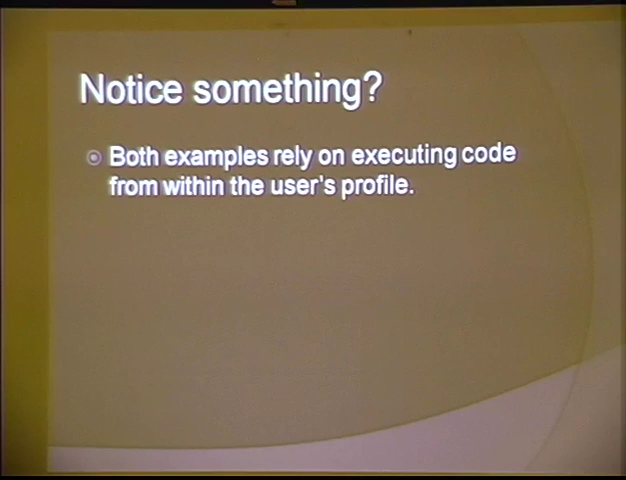 Notice something?
Both examples rely on executing code
from within the user's profile.